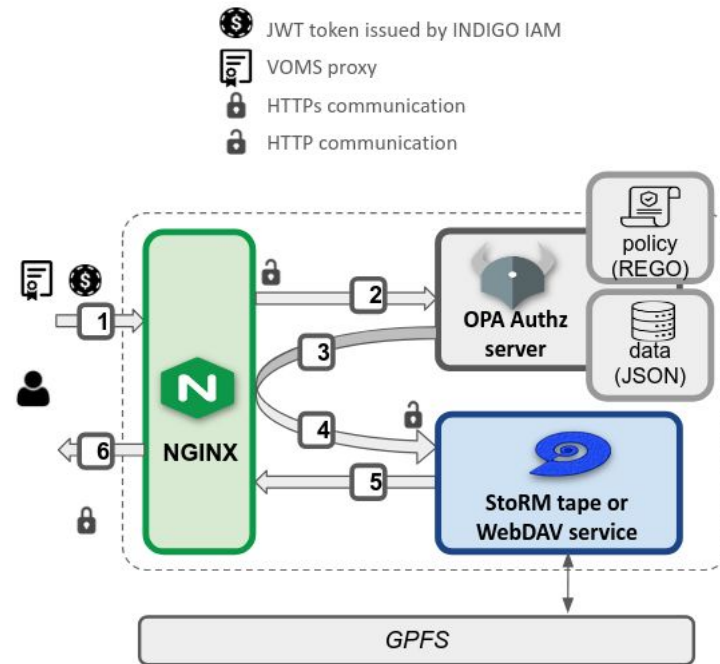 JWT token issued by INDIGO IAM
VOMS proxy
HTTPs communication
HTTP communication
policy
(REGO)
2
1
OPA Authz
server
data
(JSON)
3
4
NGINX
6
5
StoRM tape or
WebDAV service
GPFS